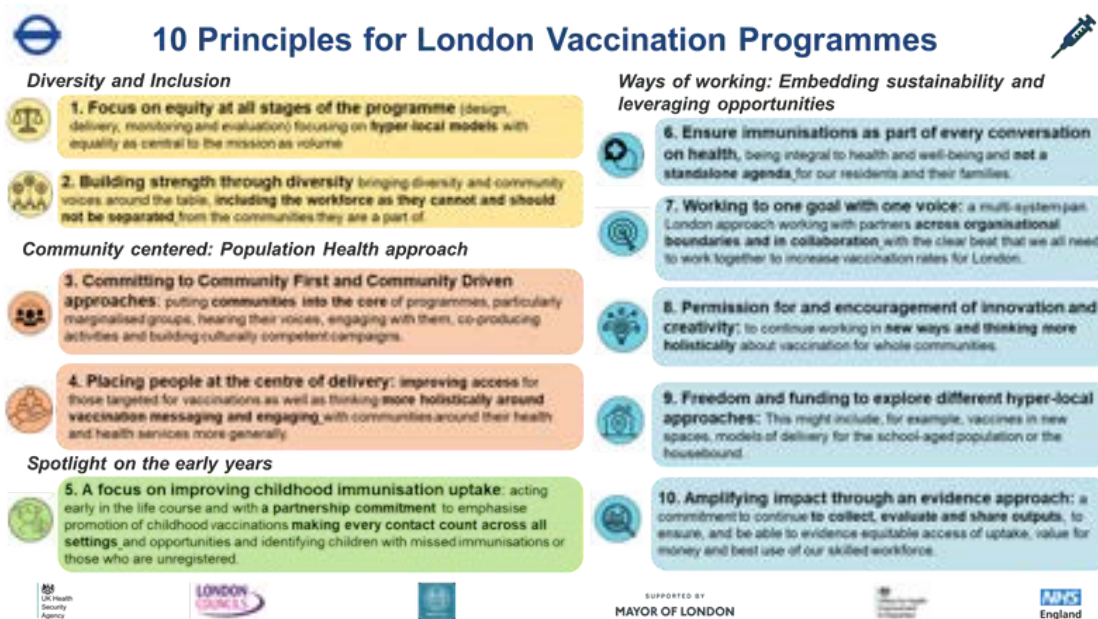 10 Principles for London Vaccination Programmes
Diversity and Inclusion
1. Focus on equity at all stages of the programme (design,
delivery, monitoring and evaluation) focusing on hyper-local models with
equality as central to the mission as volume
2. Building strength through diversity bringing diversity and community
voices around the table, including the workforce as they cannot and should
not be separated from the communities they are a part of.
Community centered: Population Health approach
3. Committing to Community First and Community Driven
approaches: putting communities into the core of programmes, particularly
marginalised groups, hearing their voices, engaging with them, co-producing
activities and building culturally competent campaigns.
4. Placing people at the centre of delivery: improving access for
those targeted for vaccinations as well as thinking more holistically around
vaccination messaging and engaging with communities around their health
and health services more generally.
Spotlight on the early years
5. A focus on improving childhood immunisation uptake: acting
early in the life course and with a partnership commitment to emphasise
promotion of childhood vaccinations making every contact count across all
settings and opportunities and identifying children with missed immunisations or
those who are unregistered.
Ways of working: Embedding sustainability and
leveraging opportunities
6. Ensure immunisations as part of every conversation
on health, being integral to health and well-being and not a
standalone agenda for our residents and their families.
7. Working to one goal with one voice: a multi-system pan
London approach working with partners across organisational
boundaries and in collaboration with the clear beat that we all need
to work together to increase vaccination rates for London.
8. Permission for and encouragement of innovation and
creativity: to continue working in new ways and thinking more
holistically about vaccination for whole communities.
9. Freedom and funding to explore different hyper-local
approaches: This might include, for example, vaccines in new
spaces, models of delivery for the school-aged population or the
housebound.
10. Amplifying impact through an evidence approach: a
commitment to continue to collect, evaluate and share outputs, to
ensure, and be able to evidence equitable access of uptake, value for
money and best use of our skilled workforce.
UK Health
Security
Agency
LONDON
COUNCILS
SUPPORTED BY
MAYOR OF LONDON
NHS
England